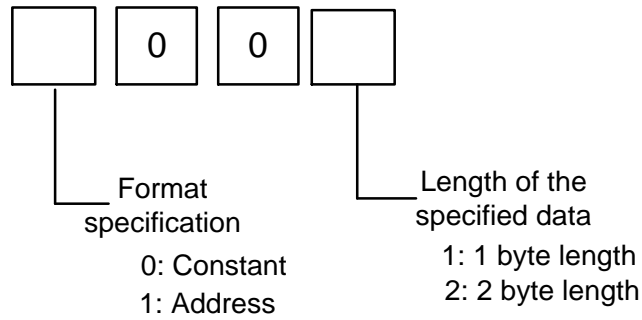 0 0
Format
specification
0: Constant
1: Address
Length of the
specified data
1: 1 byte length
2: 2 byte length